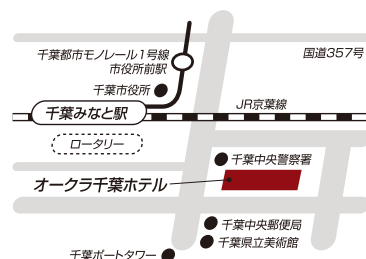 千葉都市モノレール1号線
市役所前駅
国道357号
千葉市役所
JR京葉線
千葉みなと駅
ロータリー
千葉中央警察署
オークラ千葉ホテル
千葉中央郵便局
千葉県立美術館
千葉ポートタワー